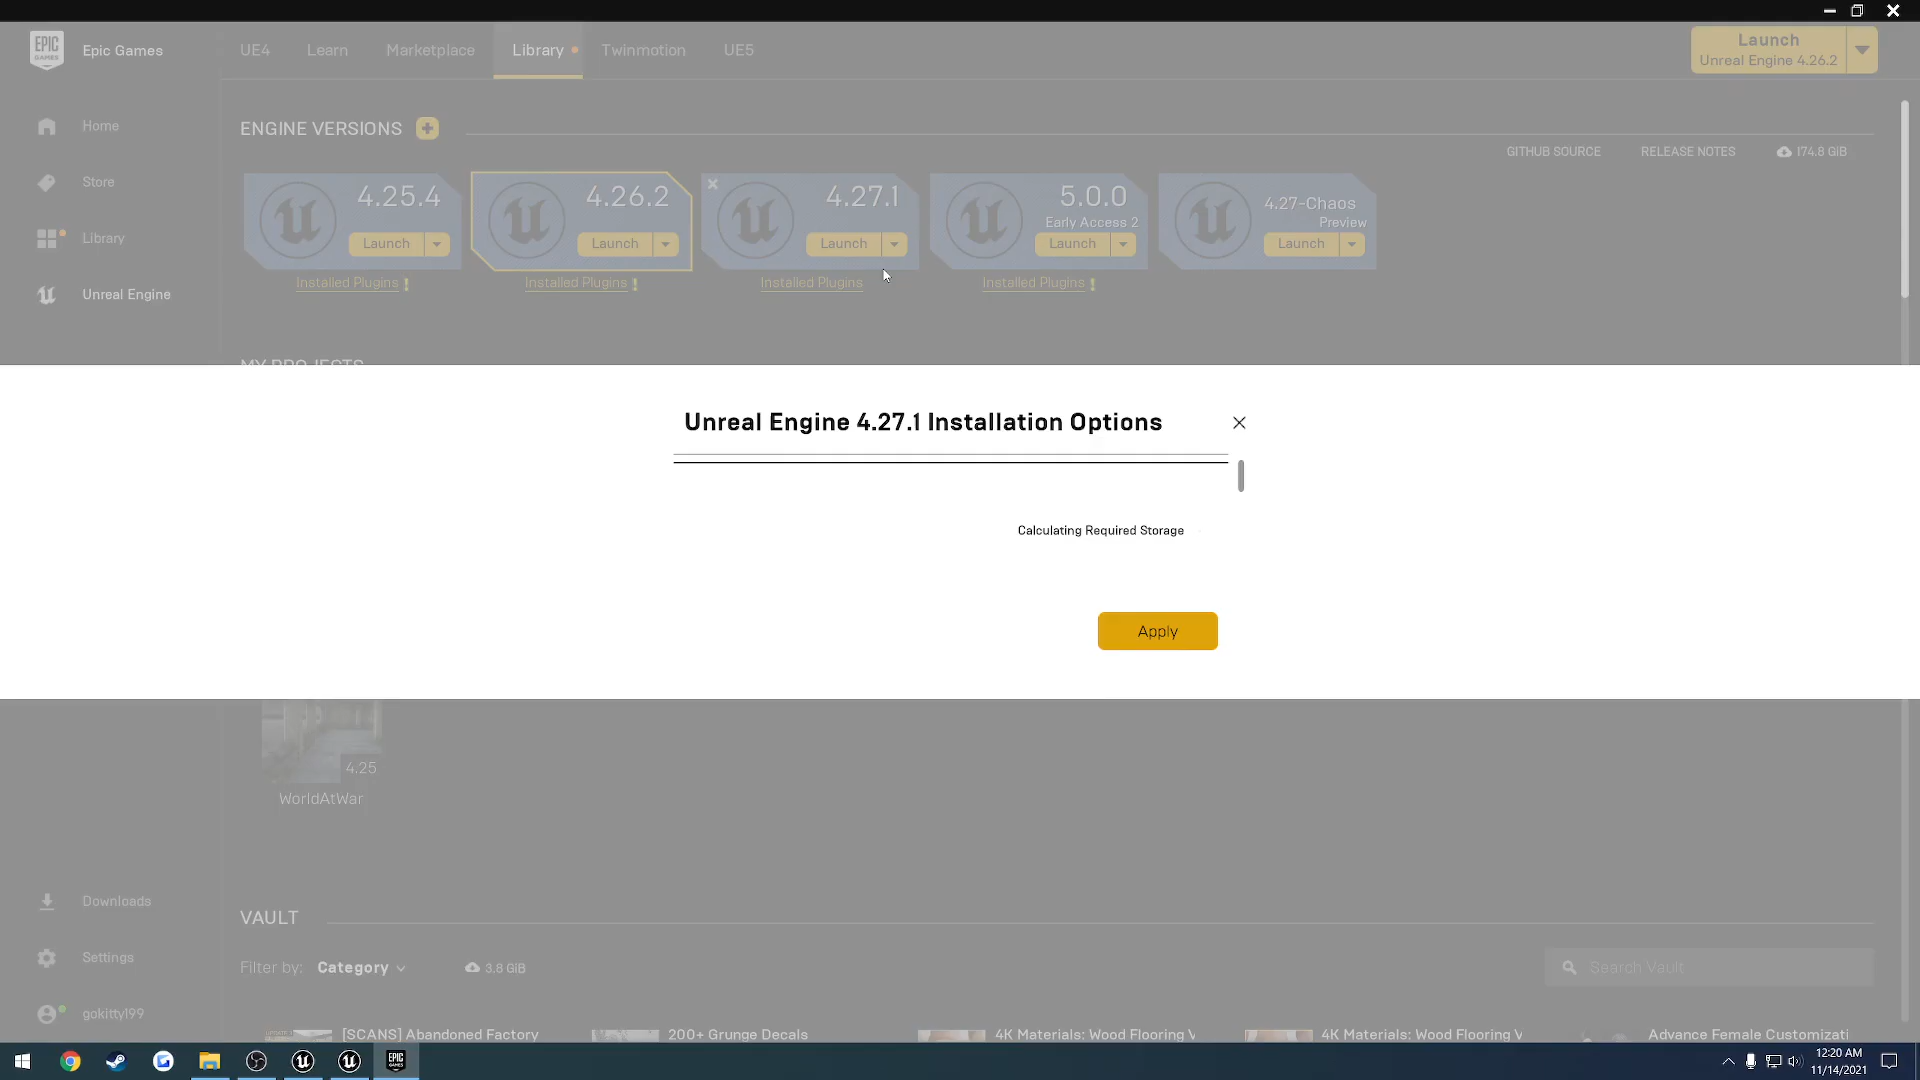 EPIC GAMES
Epic Games
UE4 Learn Marketplace Library Twinmotion UE5
Launch
Unreal Engine 4.26.2
Home
Store
Library
Unreal Engine
ENGINE VERSIONS
GITHUB SOURCE RELEASE NOTES 174.8 GiB
4.25.4
Launch
Installed Plugins !
4.26.2
Launch
Installed Plugins !
4.27.1
Launch
Installed Plugins
5.0.0
Early Access 2
Launch
Installed Plugins !
4.27-Chaos
Preview
Launch
MY PROJECTS
Unreal Engine 4.27.1 Installation Options
Calculating Required Storage
Apply
4.25
WorldAtWar
Downloads
Settings
gokitty199
VAULT
Filter by: Category 3.8 GiB
Search Vault
[SCANS] Abandoned Factory
200+ Grunge Decals
4K Materials: Wood Flooring V
4K Materials: Wood Flooring V
Advance Female Customizati
EPIC GAMES
12:20 AM
11/14/2021